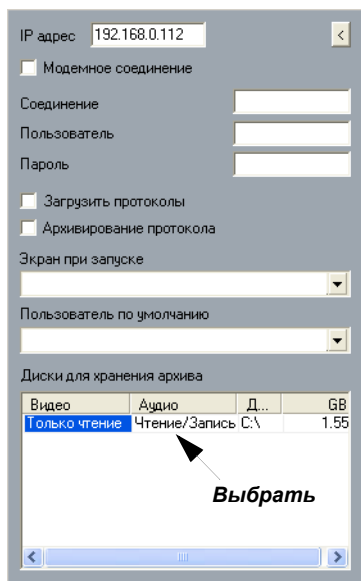 IP адрес 192.168.0.112 <
Модемное соединение
Соединение
Пользователь
Пароль
Загрузить протоколы
Архивирование протокола
Экран при запуске
Пользователь по умолчанию
Диски для хранения архива
Видео Аудио Д... GB
Только чтение Чтение/Запись C:\ 1.55
Выбрать